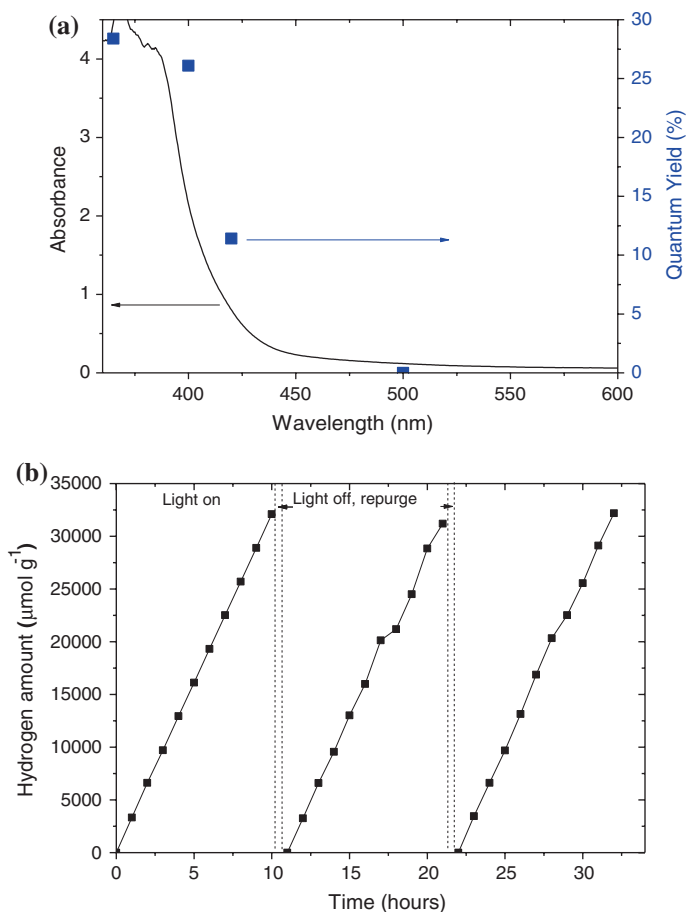 (a)
4
3
2
1
0
Absorbance
30
25
20
15
10
5
0
Quantum Yield (%)
400 450 500 550 600
Wavelength (nm)
(b)
35000
30000
25000
20000
15000
10000
5000
0
Hydrogen amount (μmol g⁻¹)
Light on
Light off, repurge
0 5 10 15 20 25 30
Time (hours)